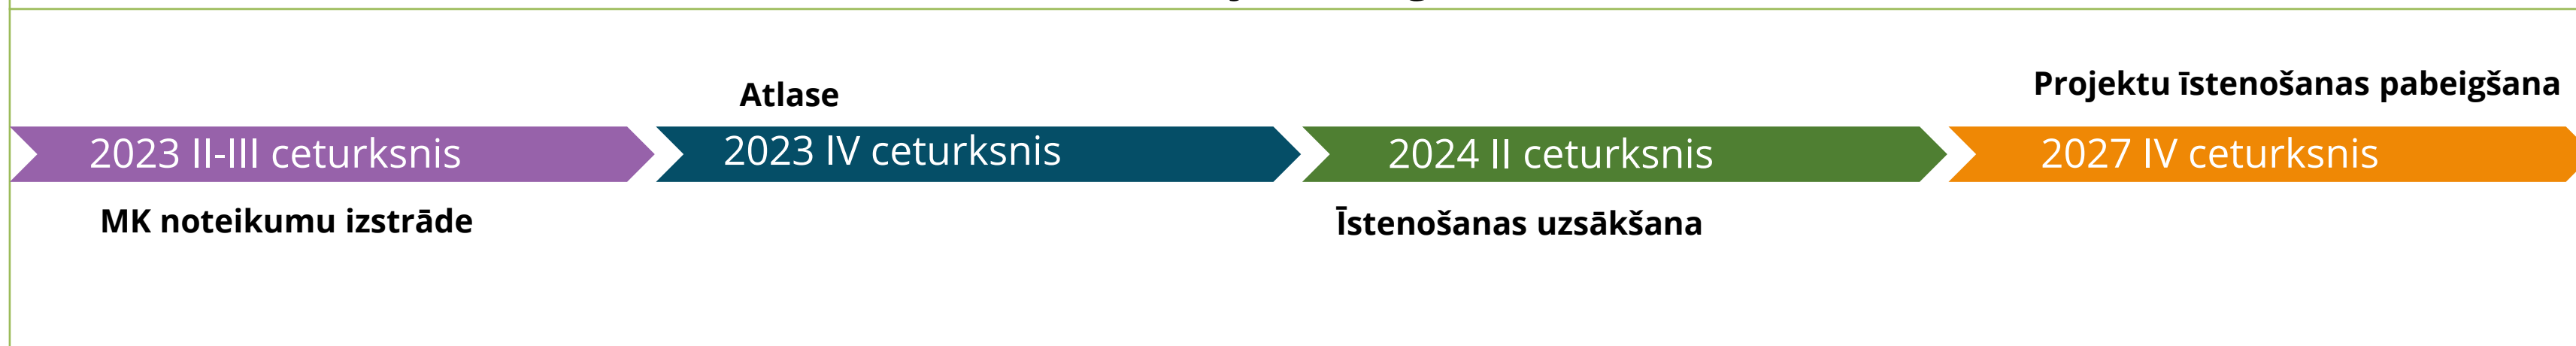 Atlase
Projektu īstenošanas pabeigšana
2023 II-III ceturksnis
2023 IV ceturksnis
2024 II ceturksnis
2027 IV ceturksnis
MK noteikumu izstrāde
Īstenošanas uzsākšana